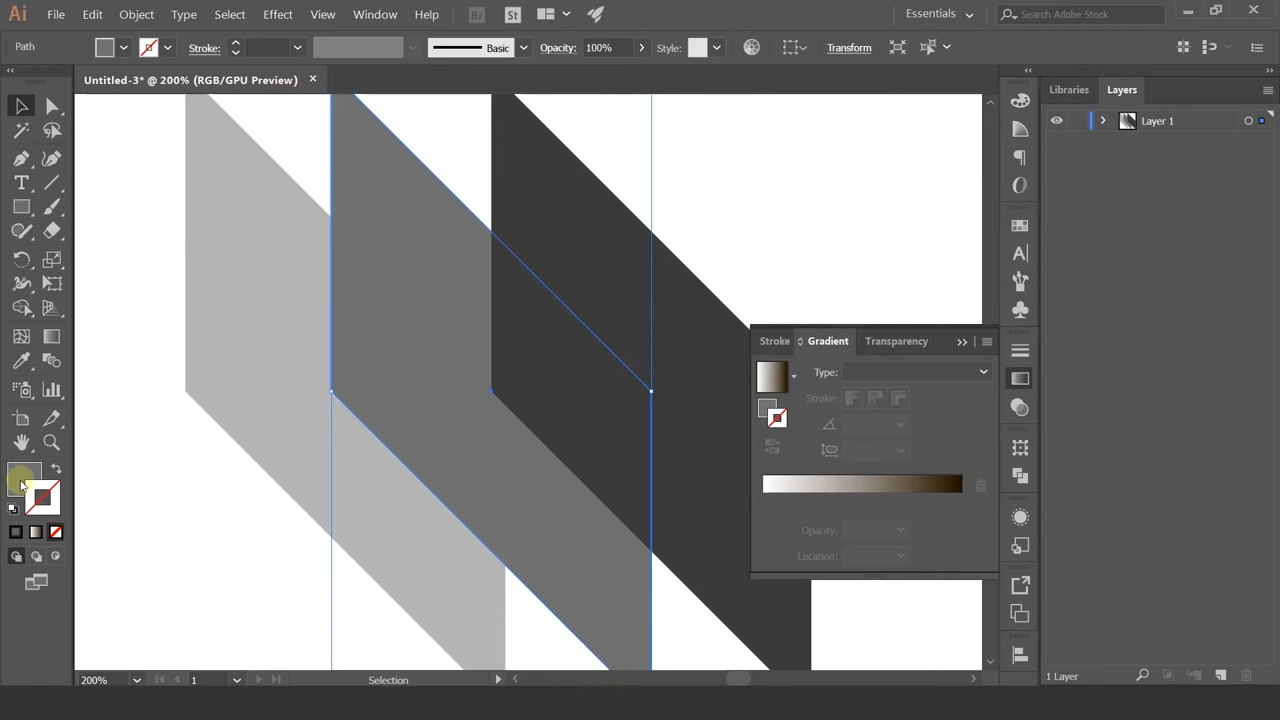 Ai File Edit Object Type Select Effect View Window Help Br St Essentials Search Adobe Stock
Path Stroke: Basic Opacity: 100% Style: Transform
Untitled-3* @ 200% (RGB/GPU Preview)
Libraries Layers
Layer 1
Stroke Gradient Transparency
Type:
Stroke:
Opacity:
Location:
1 Layer
200% 1 Selection